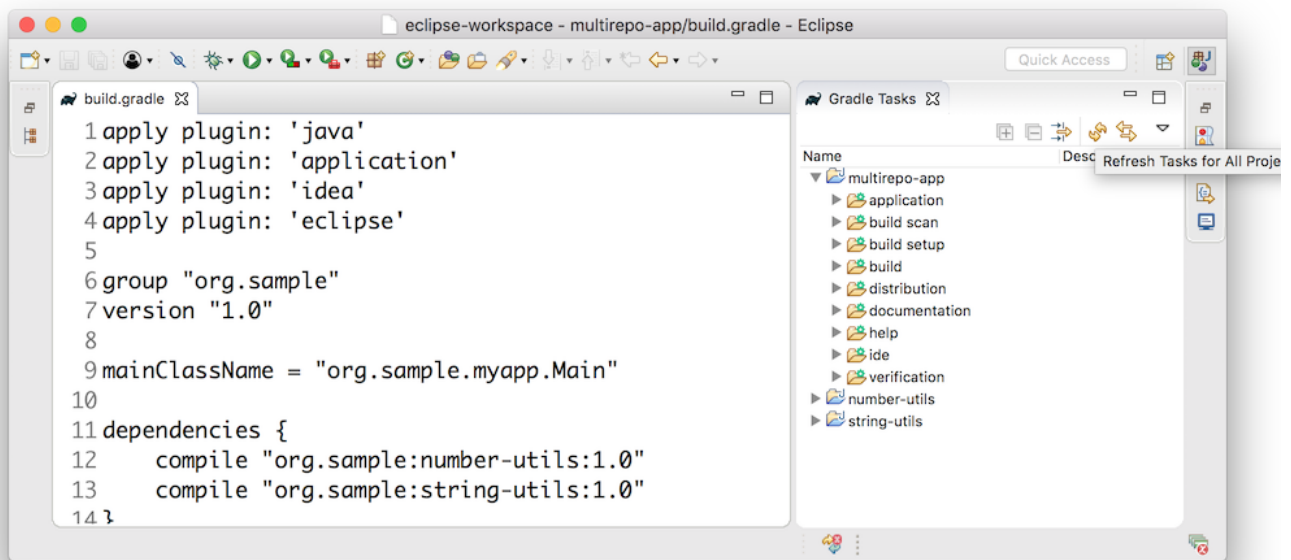 eclipse-workspace - multirepo-app/build.gradle - Eclipse
Quick Access
build.gradle
1 apply plugin: 'java'
2 apply plugin: 'application'
3 apply plugin: 'idea'
4 apply plugin: 'eclipse'
5
6 group "org.sample"
7 version "1.0"
8
9 mainClassName = "org.sample.myapp.Main"
10
11 dependencies {
12     compile "org.sample:number-utils:1.0"
13     compile "org.sample:string-utils:1.0"
14 }
Gradle Tasks
Name Desc
Refresh Tasks for All Proje
multirepo-app
application
build scan
build setup
build
distribution
documentation
help
ide
verification
number-utils
string-utils